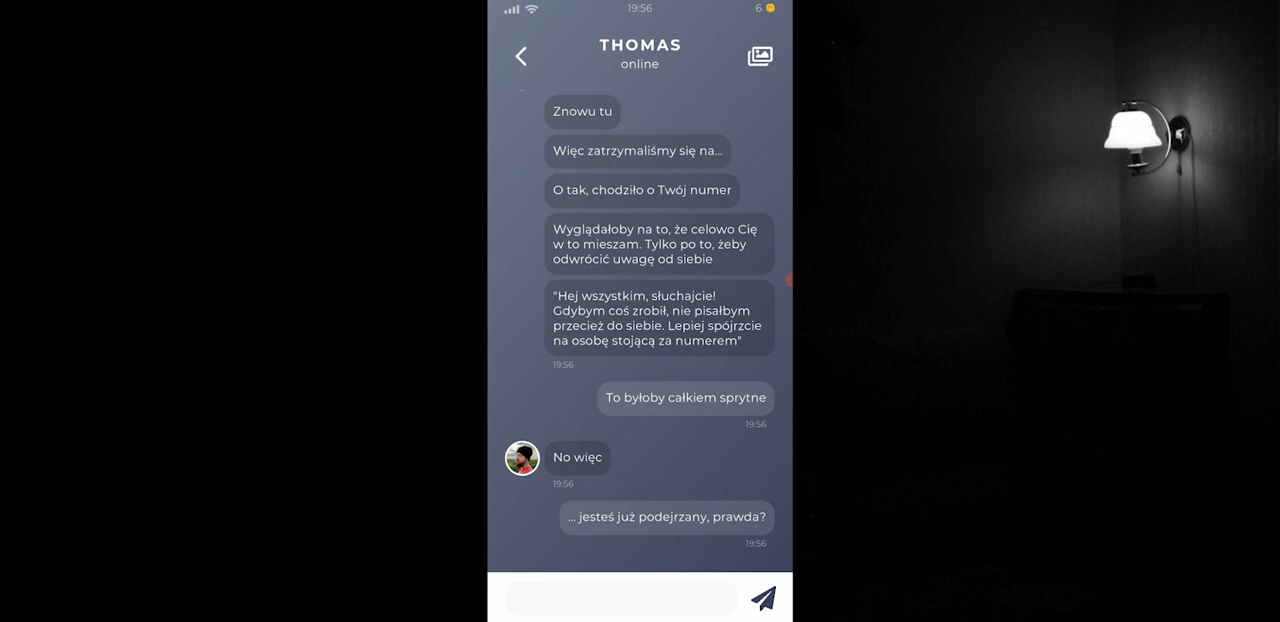 19:56
6
THOMAS
online
Znowu tu
Więc zatrzymaliśmy się na...
O tak, chodziło o Twój numer
Wyglądałoby na to, że celowo Cię
w to mieszam. Tylko po to, żeby
odwrócić uwagę od siebie
"Hej wszystkim, słuchajcie!
Gdybym coś zrobił, nie pisałbym
przecież do siebie. Lepiej spójrzcie
na osobę stojącą za numerem"
19:56
To byłoby całkiem sprytne
19:56
No więc
19:56
... jesteś już podejrzany, prawda?
19:56